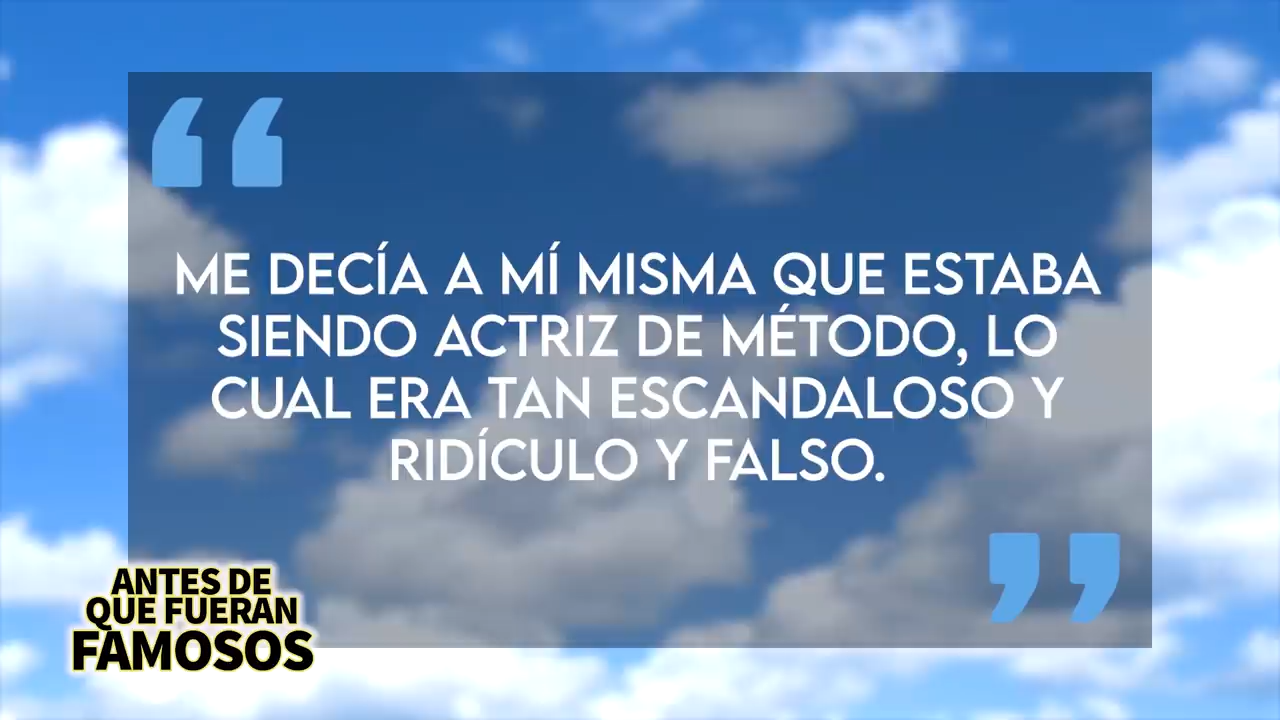 ME DECÍA A MÍ MISMA QUE ESTABA
SIENDO ACTRIZ DE MÉTODO, LO
CUAL ERA TAN ESCANDALOSO Y
RIDÍCULO Y FALSO.
ANTES DE
QUE FUERAN
FAMOSOS